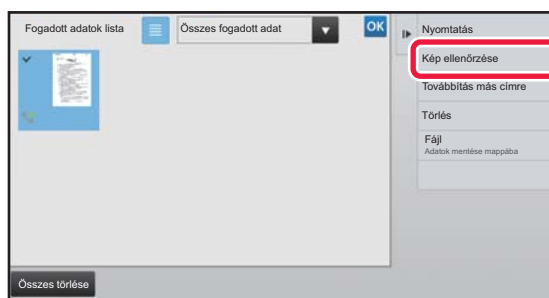 Fogadott adatok lista
Összes fogadott adat
OK
Nyomtatás
Kép ellenőrzése
Továbbítás más címre
Törlés
Fájl
Adatok mentése mappába
Összes törlése